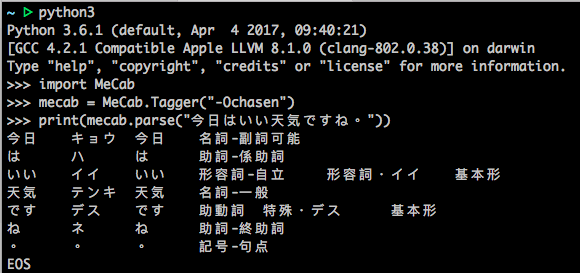 ~ ▷ python3
Python 3.6.1 (default, Apr  4 2017, 09:40:21)
[GCC 4.2.1 Compatible Apple LLVM 8.1.0 (clang-802.0.38)] on darwin
Type "help", "copyright", "credits" or "license" for more information.
>>> import MeCab
>>> mecab = MeCab.Tagger("-Ochasen")
>>> print(mecab.parse("今日はいい天気ですね。"))
今日	キョウ	今日	名詞-副詞可能
は	ハ	は	助詞-係助詞
いい	イイ	いい	形容詞-自立	形容詞・イイ	基本形
天気	テンキ	天気	名詞-一般
です	デス	です	助動詞	特殊・デス	基本形
ね	ネ	ね	助詞-終助詞
。	。	。	記号-句点
EOS